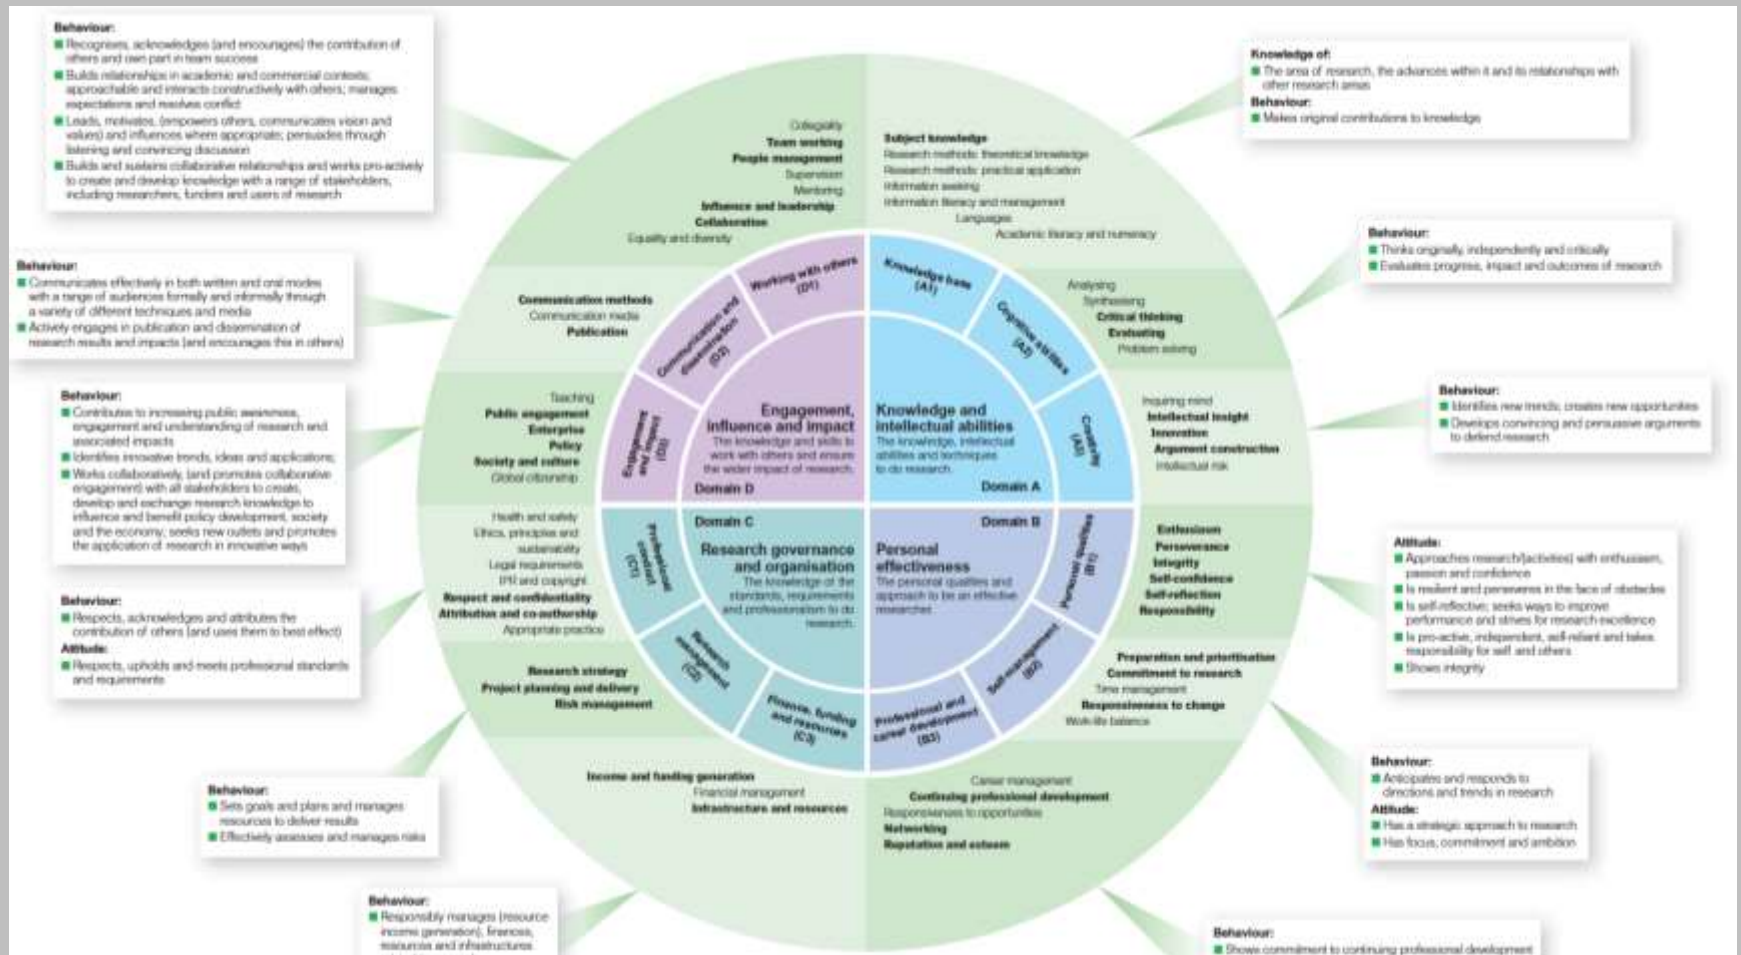 Behaviour:
Recognises, acknowledges (and encourages) the contribution of
others and own part in team success
Builds relationships in academic and commercial contexts;
approachable and interacts constructively with others; manages
expectations and resolves conflict
Leads, motivates, (empowers others, communicates vision and
values) and influences where appropriate; persuades through
listening and convincing discussion
Builds and sustains collaborative relationships and works pro-actively
to create and develop knowledge with a range of stakeholders,
including researchers, funders and users of research
Behaviour:
Communicates effectively in both written and oral modes
with a range of audiences formally and informally through
a variety of different techniques and media
Actively engages in publication and dissemination of
research results and impacts (and encourages this in others)
Behaviour:
Contributes to increasing public awareness,
engagement and understanding of research and
associated impacts
Identifies innovative trends, ideas and applications;
Works collaboratively, (and promotes collaborative
engagement) with all stakeholders to create,
develop and exchange research knowledge to
influence and benefit policy development, society
and the economy; seeks new outlets and promotes
the application of research in innovative ways
Behaviour:
Respects, acknowledges and attributes the
contribution of others (and uses them to best effect)
Attitude:
Respects, upholds and meets professional standards
and requirements
Behaviour:
Sets goals and plans and manages
resources to deliver results
Effectively assesses and manages risks
Behaviour:
Responsibly manages (resource
income generation), finances,
resources and infrastructures
Collegiality
Team working
People management
Supervision
Mentoring
Influence and leadership
Collaboration
Equality and diversity
Communication methods
Communication media
Publication
Teaching
Public engagement
Enterprise
Policy
Society and culture
Global citizenship
Health and safety
Ethics, principles and
sustainability
Legal requirements
IPR and copyright
Respect and confidentiality
Attribution and co-authorship
Appropriate practice
Research strategy
Project planning and delivery
Risk management
Income and funding generation
Financial management
Infrastructure and resources
Working with others
(D1)
Communication and
dissemination
(D2)
Engagement
and impact
(D3)
Engagement,
influence and impact
The knowledge and skills to
work with others and ensure
the wider impact of research.
Domain D
Domain C
Research governance
and organisation
The knowledge of the
standards, requirements
and professionalism to do
research.
Professional
conduct
(C1)
Research
management
(C2)
Finance, funding
and resources
(C3)
Knowledge base
(A1)
Cognitive abilities
(A2)
Creativity
(A3)
Knowledge and
intellectual abilities
The knowledge, intellectual
abilities and techniques
to do research.
Domain A
Domain B
Personal
effectiveness
The personal qualities and
approach to be an effective
researcher.
Personal qualities
(B1)
Self-management
(B2)
Professional and
career development
(B3)
Subject knowledge
Research methods: theoretical knowledge
Research methods: practical application
Information seeking
Information literacy and management
Languages
Academic literacy and numeracy
Analysing
Synthesising
Critical thinking
Evaluating
Problem solving
Inquiring mind
Intellectual insight
Innovation
Argument construction
Intellectual risk
Enthusiasm
Perseverance
Integrity
Self-confidence
Self-reflection
Responsibility
Preparation and prioritisation
Commitment to research
Time management
Responsiveness to change
Work-life balance
Career management
Continuing professional development
Responsiveness to opportunities
Networking
Reputation and esteem
Knowledge of:
The area of research, the advances within it and its relationships with
other research areas
Behaviour:
Makes original contributions to knowledge
Behaviour:
Thinks originally, independently and critically
Evaluates progress, impact and outcomes of research
Behaviour:
Identifies new trends; creates new opportunities
Develops convincing and persuasive arguments
to defend research
Attitude:
Approaches research/(activities) with enthusiasm,
passion and confidence
Is resilient and perseveres in the face of obstacles
Is self-reflective; seeks ways to improve
performance and strives for research excellence
Is pro-active, independent, self-reliant and takes
responsibility for self and others
Shows integrity
Behaviour:
Anticipates and responds to
directions and trends in research
Attitude:
Has a strategic approach to research
Has focus, commitment and ambition
Behaviour:
Shows commitment to continuing professional development